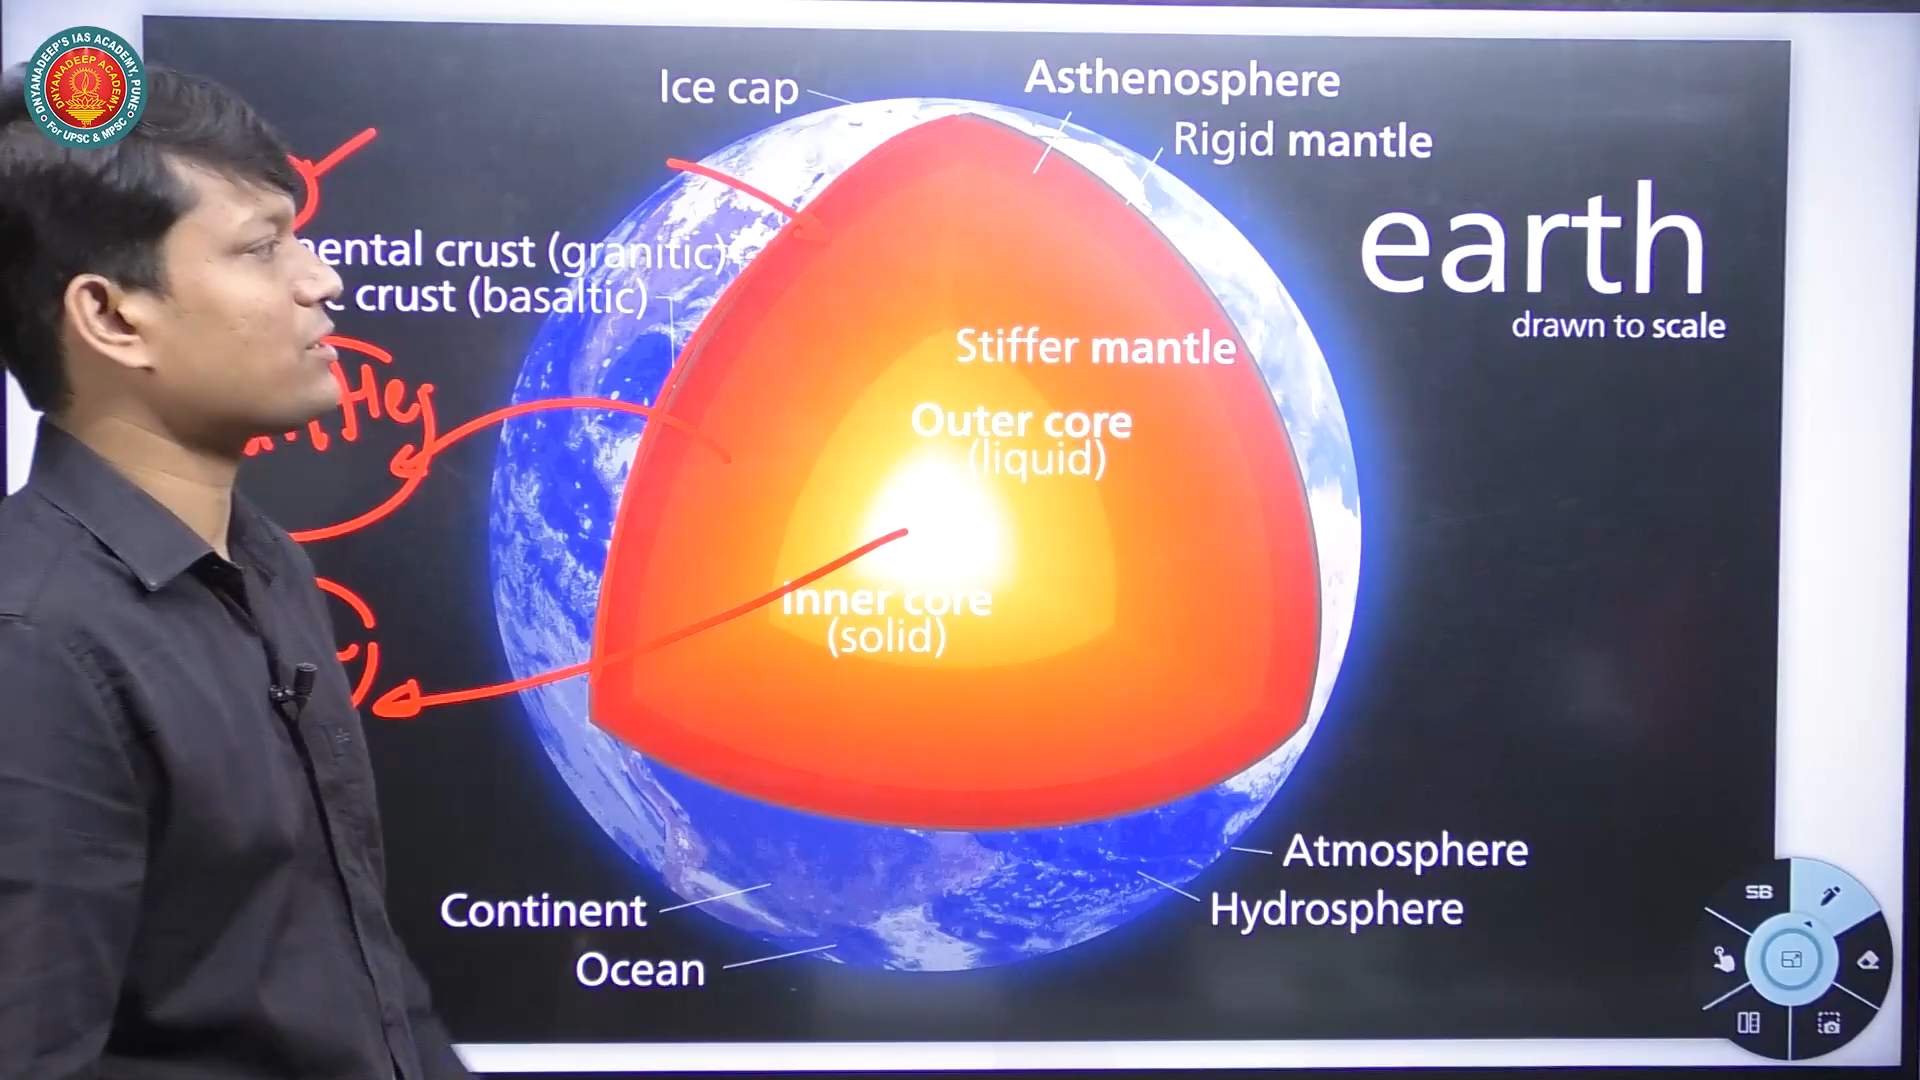 DNYANADEEP'S IAS ACADEMY, PUNE
DNYANADEEP ACADEMY
For UPSC & MPSC
Ice cap
Asthenosphere
Rigid mantle
earth
drawn to scale
mental crust (granitic)
crust (basaltic)
Stiffer mantle
Outer core
(liquid)
Inner core
(solid)
Atmosphere
Hydrosphere
Continent
Ocean
SB